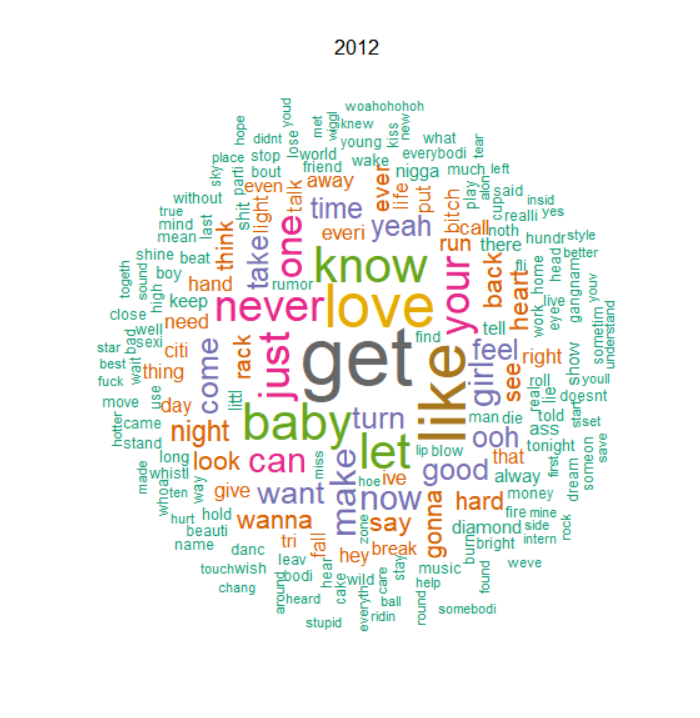 2012
woahohohoh
hope
youd
met
wiggl
knew
kiss
new
what
tear
didnt
lose
young
everybodi
place
stop
world
wake
nigga
much
left
sky
parti
bout
friend
ever
life
put
play
alon
said
without
even
talk
away
bitch
cup
insid
true
shit
light
time
yeah
call
realli
yes
mind
last
think
take
one
everi
run
noth
hundr
style
mean
there
better
shine
beat
know
your
back
fli
home
head
gangnam
togeth
sound
boy
hand
rumor
heart
youv
high
keep
never
love
work
eye
live
sometim
understand
close
well
need
just
get
find
tell
feel
right
show
star
bad
sexi
citi
rack
like
girl
see
best
wait
thing
come
roll
youll
fuck
real
lie
doesnt
move
use
day
littl
baby
turn
man
die
told
start
set
hotter
came
night
let
ooh
ass
stand
look
can
lip
blow
that
tonight
someon
save
long
miss
make
hoe
ive
good
alway
first
dream
made
whistl
whoa
ten
way
give
want
now
hard
money
hurt
hold
wanna
zone
say
gonna
diamond
fire
mine
side
rock
beauti
name
tri
fall
hey
break
burn
bright
intern
danc
leav
touch
wish
bodi
hear
wild
stay
music
found
weve
chang
around
heard
cake
everyth
care
ball
help
ridin
round
somebodi
stupid